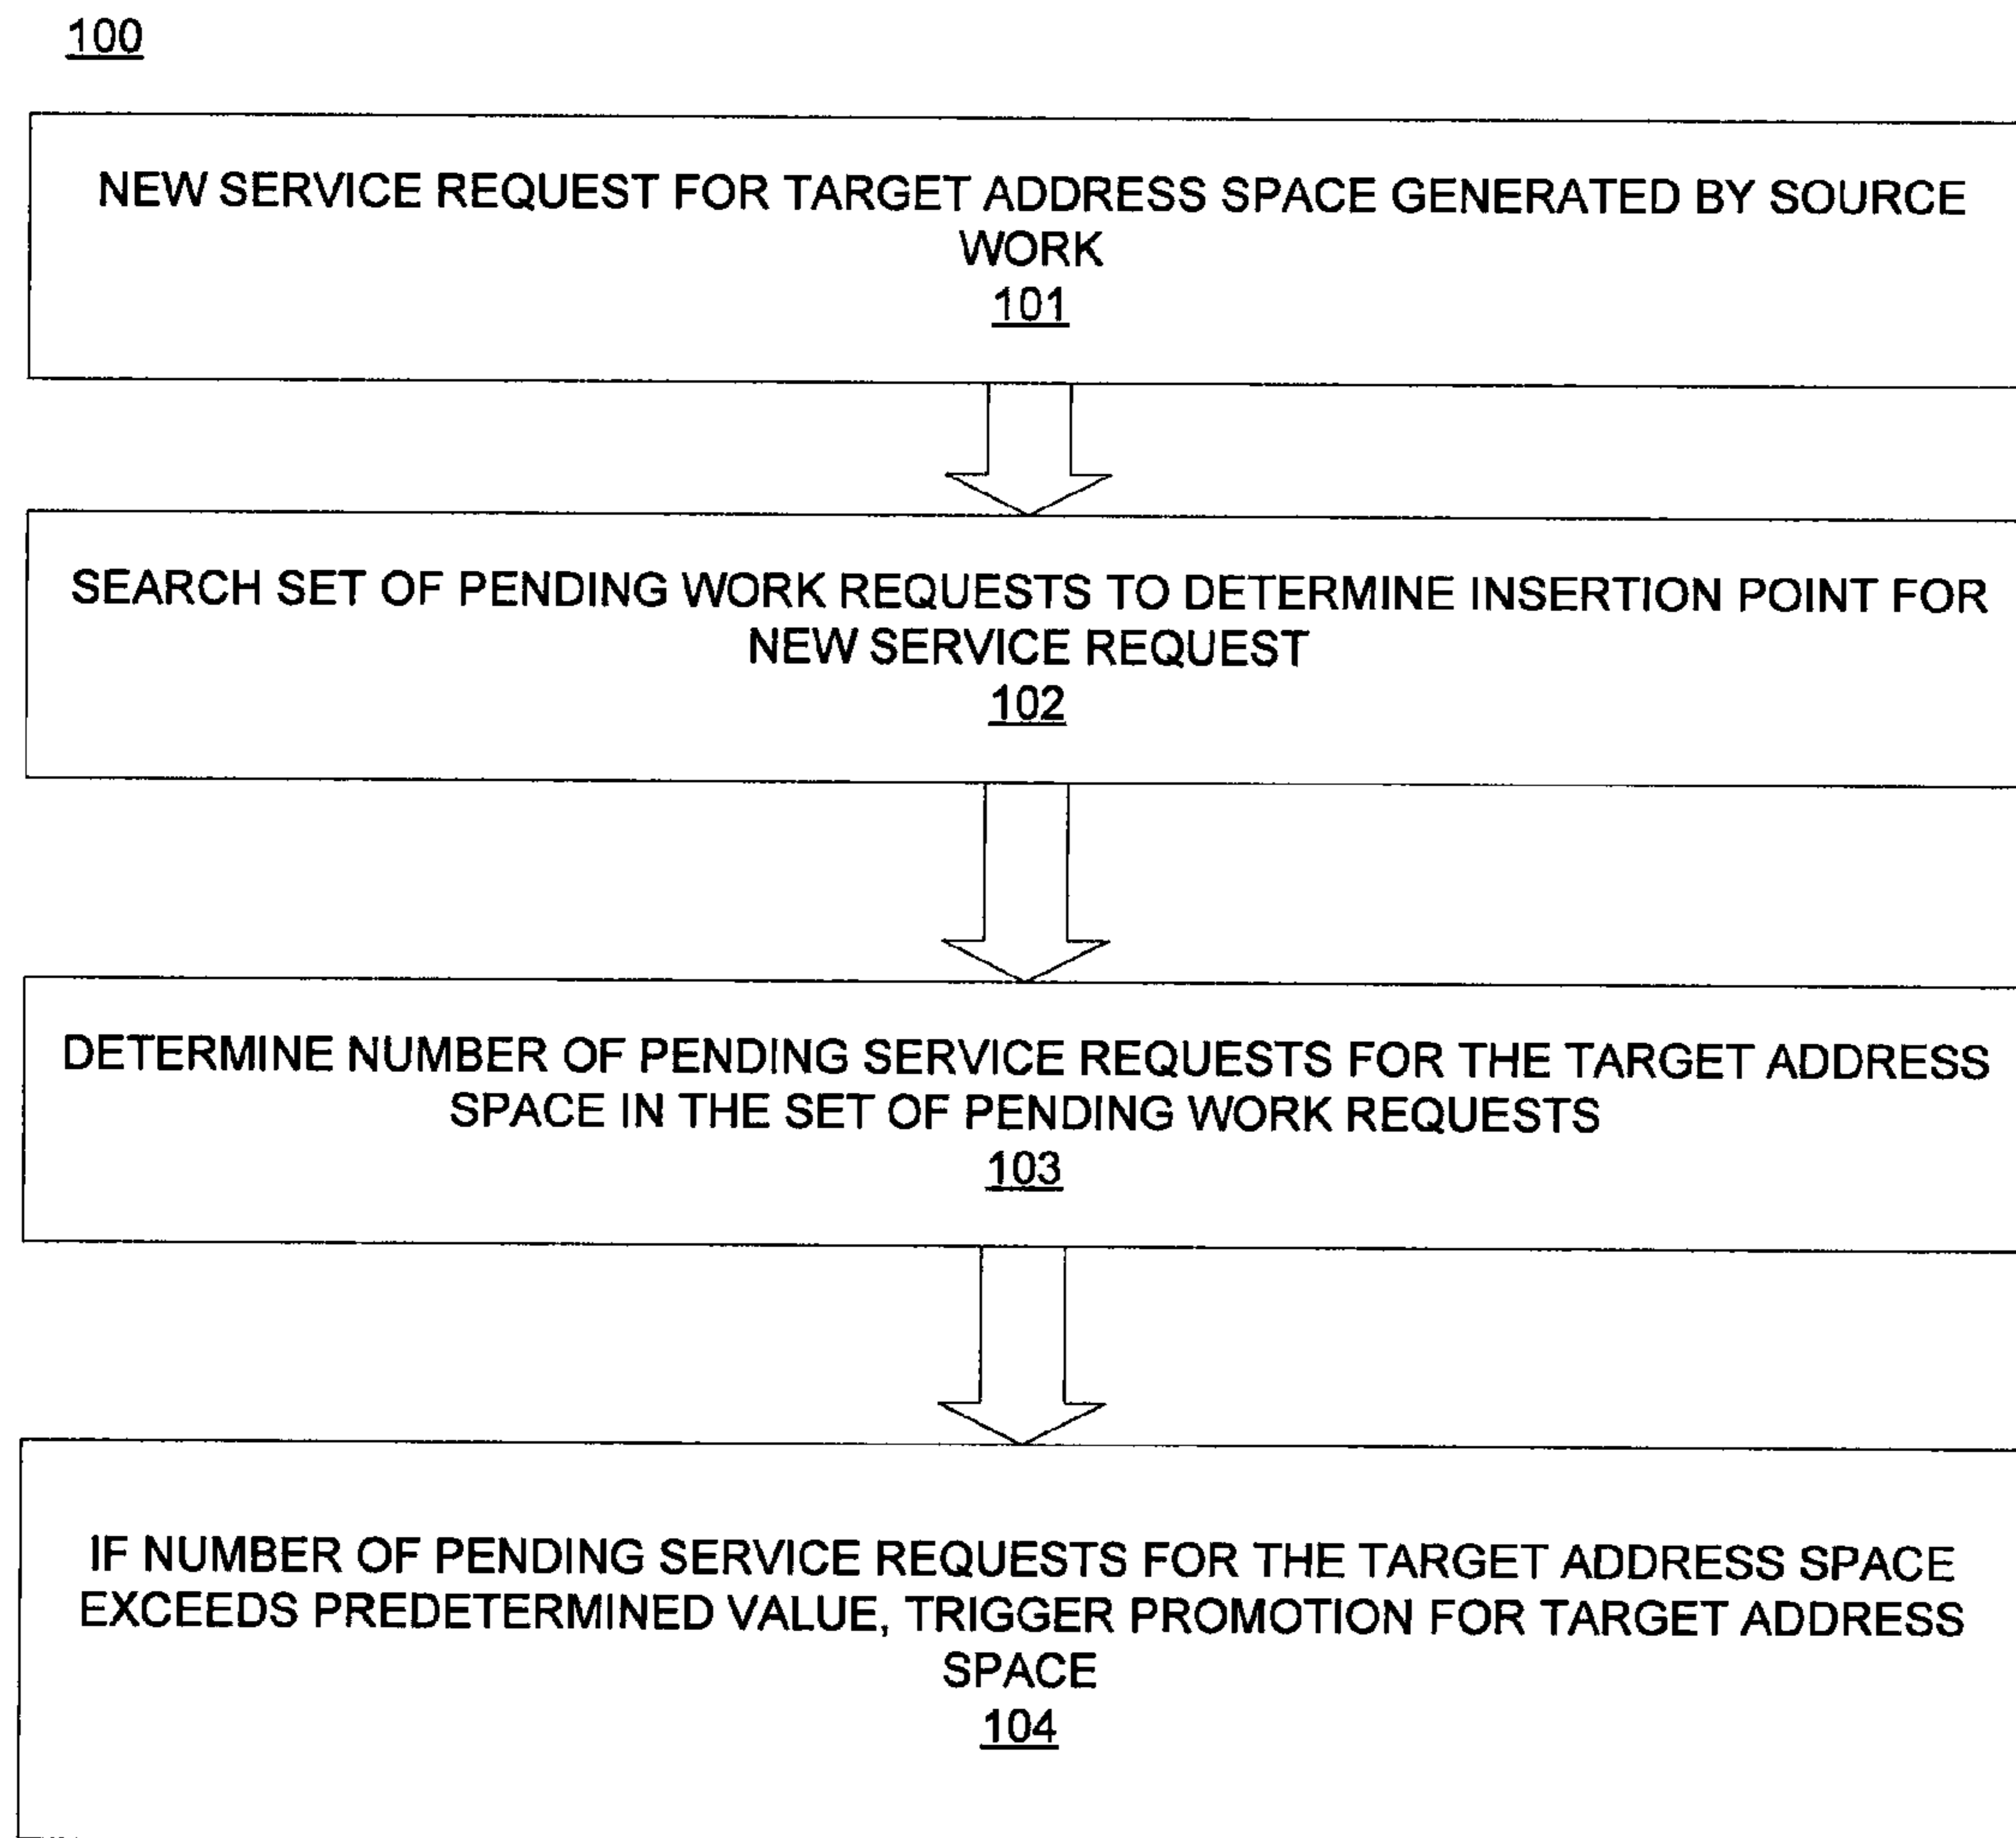 100
NEW SERVICE REQUEST FOR TARGET ADDRESS SPACE GENERATED BY SOURCE
WORK
101
SEARCH SET OF PENDING WORK REQUESTS TO DETERMINE INSERTION POINT FOR
NEW SERVICE REQUEST
102
DETERMINE NUMBER OF PENDING SERVICE REQUESTS FOR THE TARGET ADDRESS
SPACE IN THE SET OF PENDING WORK REQUESTS
103
IF NUMBER OF PENDING SERVICE REQUESTS FOR THE TARGET ADDRESS SPACE
EXCEEDS PREDETERMINED VALUE, TRIGGER PROMOTION FOR TARGET ADDRESS
SPACE
104